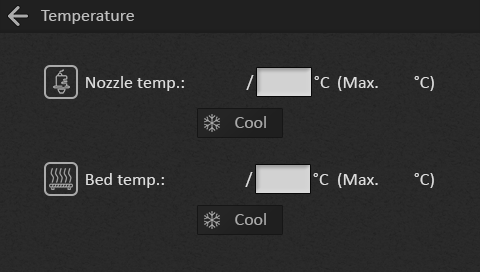 Temperature
Nozzle temp.: / °C (Max. °C)
Cool
Bed temp.: / °C (Max. °C)
Cool